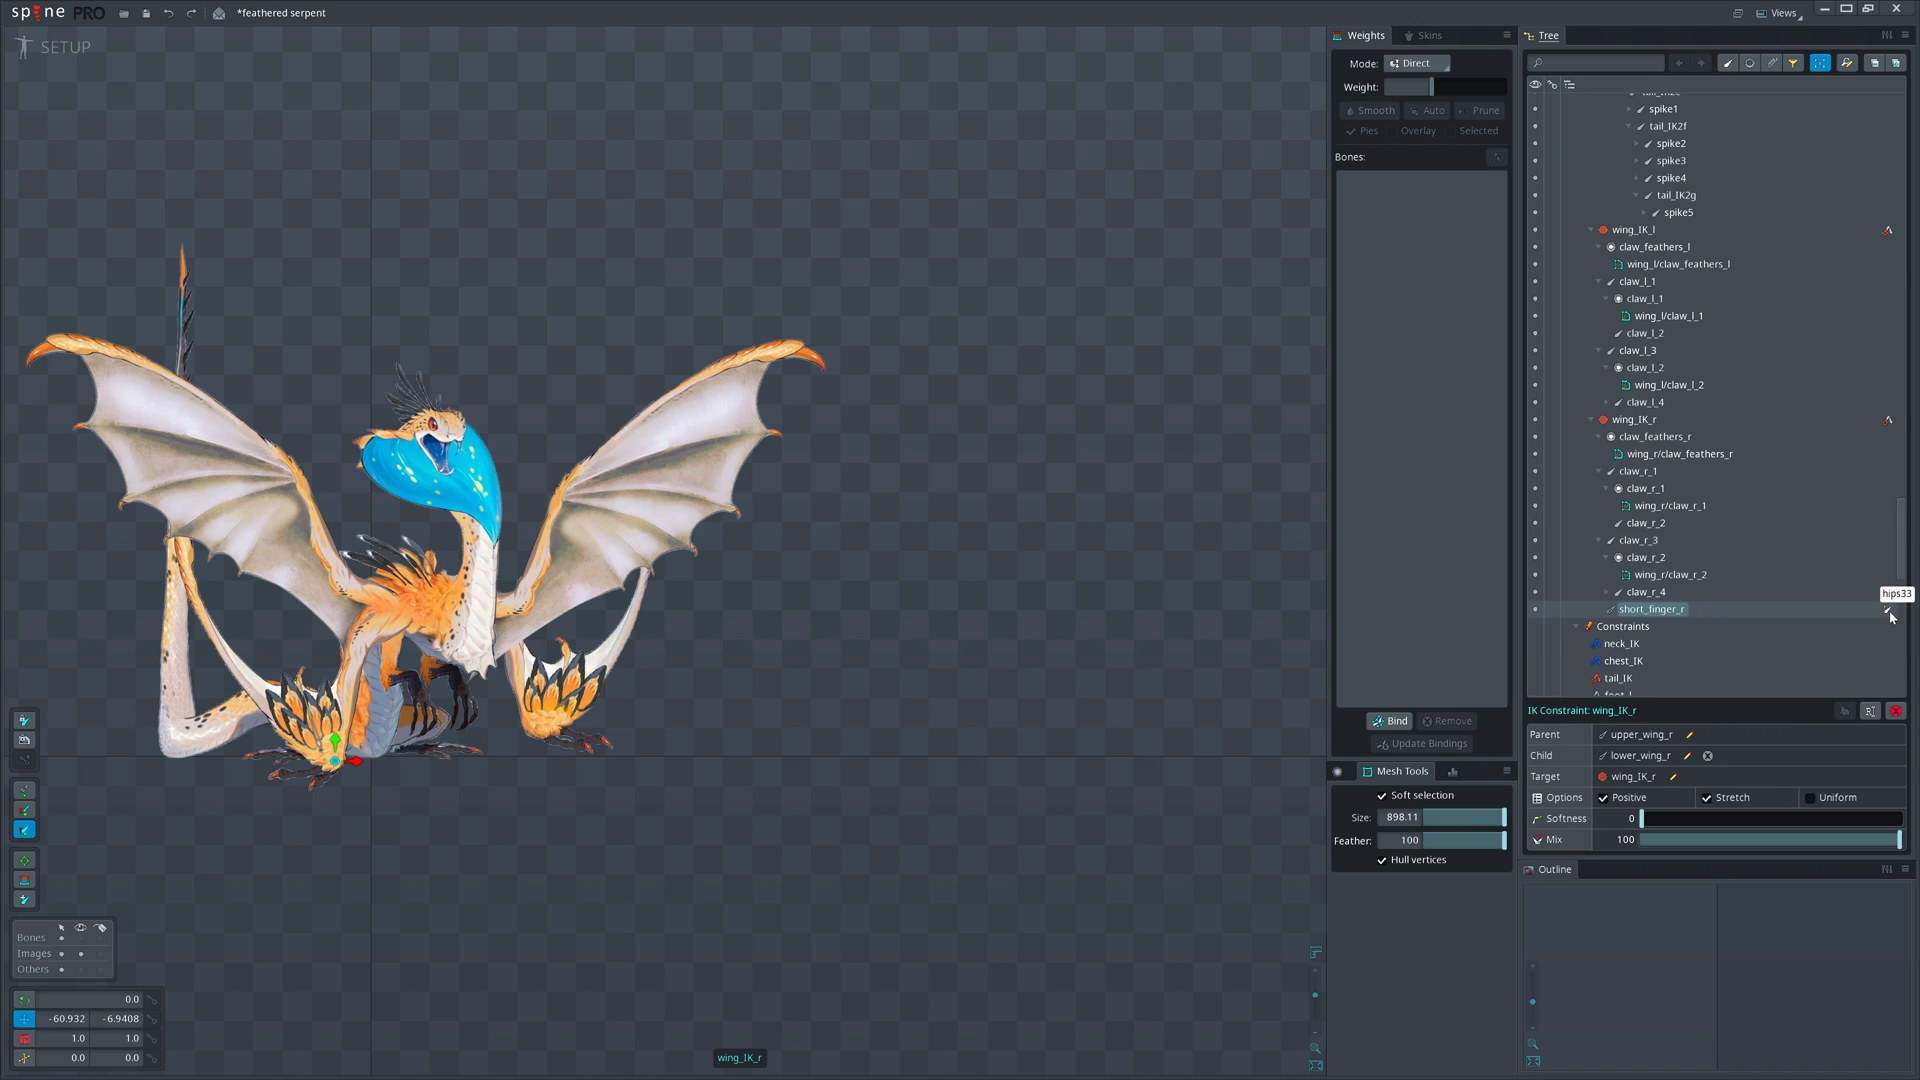 spine PRO
*feathered serpent
Views
SETUP
Weights
Skins
Mode:
Direct
Weight:
Smooth
Auto
Prune
Pies
Overlay
Selected
Bones:
Bind
Remove
Update Bindings
Mesh Tools
Soft selection
Size:
898.11
Feather:
100
Hull vertices
Tree
spike1
tail_IK2f
spike2
spike3
spike4
tail_IK2g
spike5
wing_IK_l
claw_feathers_l
wing_l/claw_feathers_l
claw_l_1
claw_l_1
wing_l/claw_l_1
claw_l_2
claw_l_3
claw_l_2
wing_l/claw_l_2
claw_l_4
wing_IK_r
claw_feathers_r
wing_r/claw_feathers_r
claw_r_1
claw_r_1
wing_r/claw_r_1
claw_r_2
claw_r_3
claw_r_2
wing_r/claw_r_2
claw_r_4
hips33
short_finger_r
Constraints
neck_IK
chest_IK
tail_IK
IK Constraint: wing_IK_r
Parent
upper_wing_r
Child
lower_wing_r
Target
wing_IK_r
Options
Positive
Stretch
Uniform
Softness
0
Mix
100
Outline
Bones
Images
Others
0.0
-60.932 -6.9408
1.0 1.0
0.0 0.0
wing_IK_r